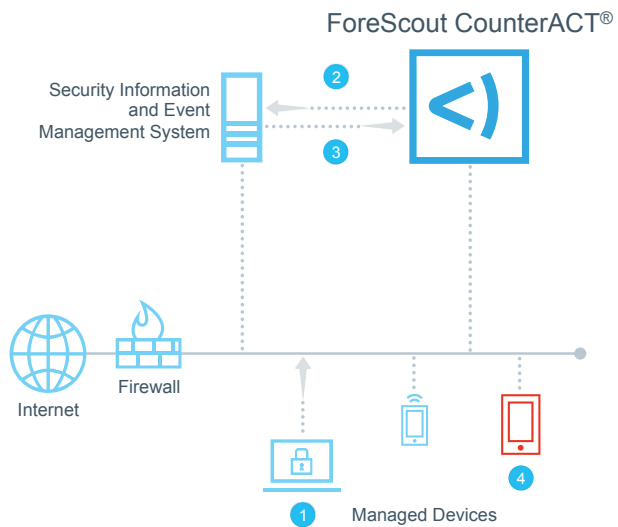 ForeScout CounterACT®
Security Information
and Event
Management System
2
3
Internet
Firewall
1
Managed Devices
4